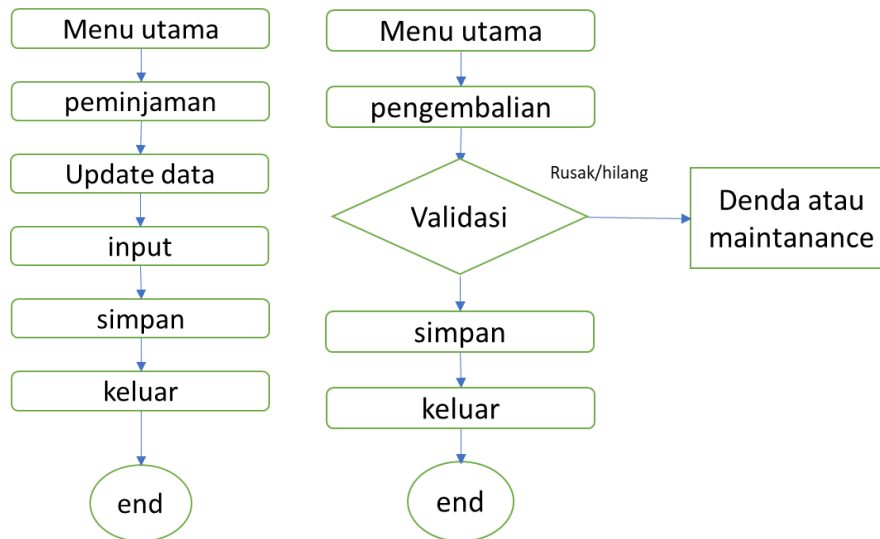 Menu utama
peminjaman
Update data
input
simpan
keluar
end
Menu utama
pengembalian
Validasi
Rusak/hilang
Denda atau
maintanance
simpan
keluar
end